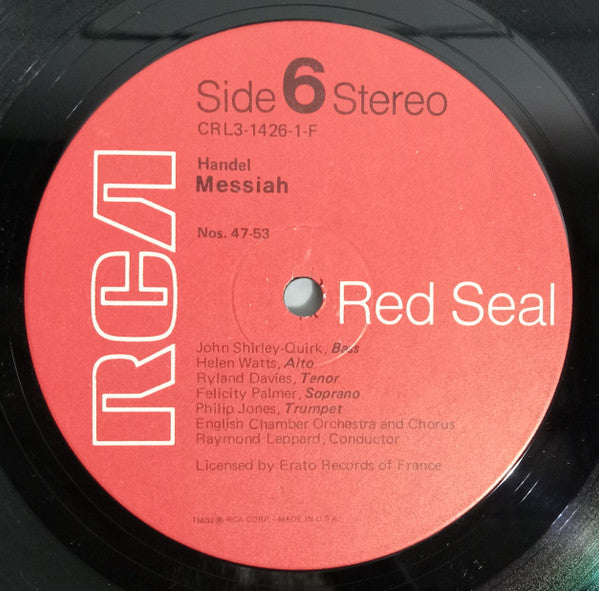 Side 6 Stereo
CRL3-1426-1-F
Handel
Messiah
Nos. 47-53
RCA
Red Seal
John Shirley-Quirk, Bass
Helen Watts, Alto
Ryland Davies, Tenor
Felicity Palmer, Soprano
Philip Jones, Trumpet
English Chamber Orchestra and Chorus
Raymond Leppard, Conductor
Licensed by Erato Records of France
TM(S) ® RCA CORP.—MADE IN U.S.A.